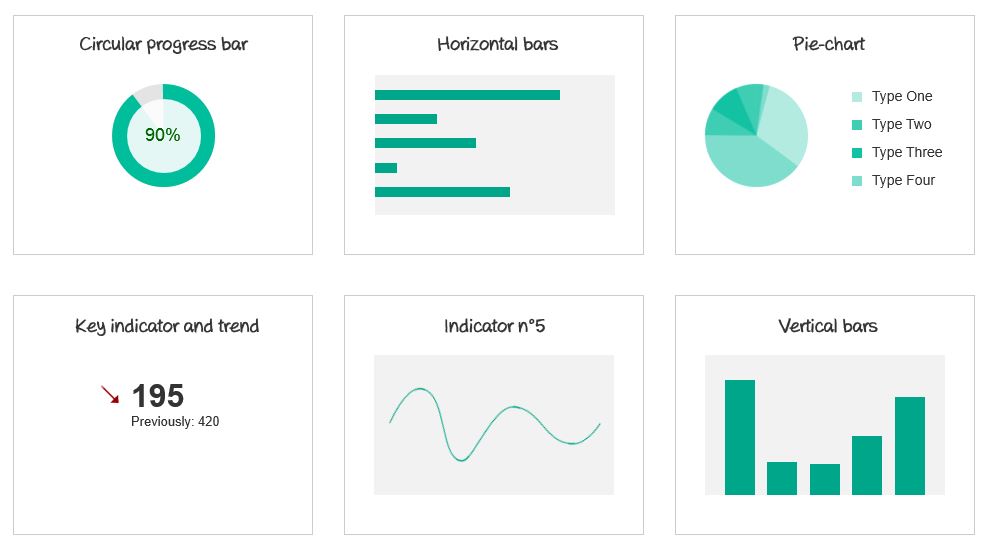 Circular progress bar
90%
Horizontal bars
Pie-chart
Type One
Type Two
Type Three
Type Four
Key indicator and trend
195
Previously: 420
Indicator n°5
Vertical bars